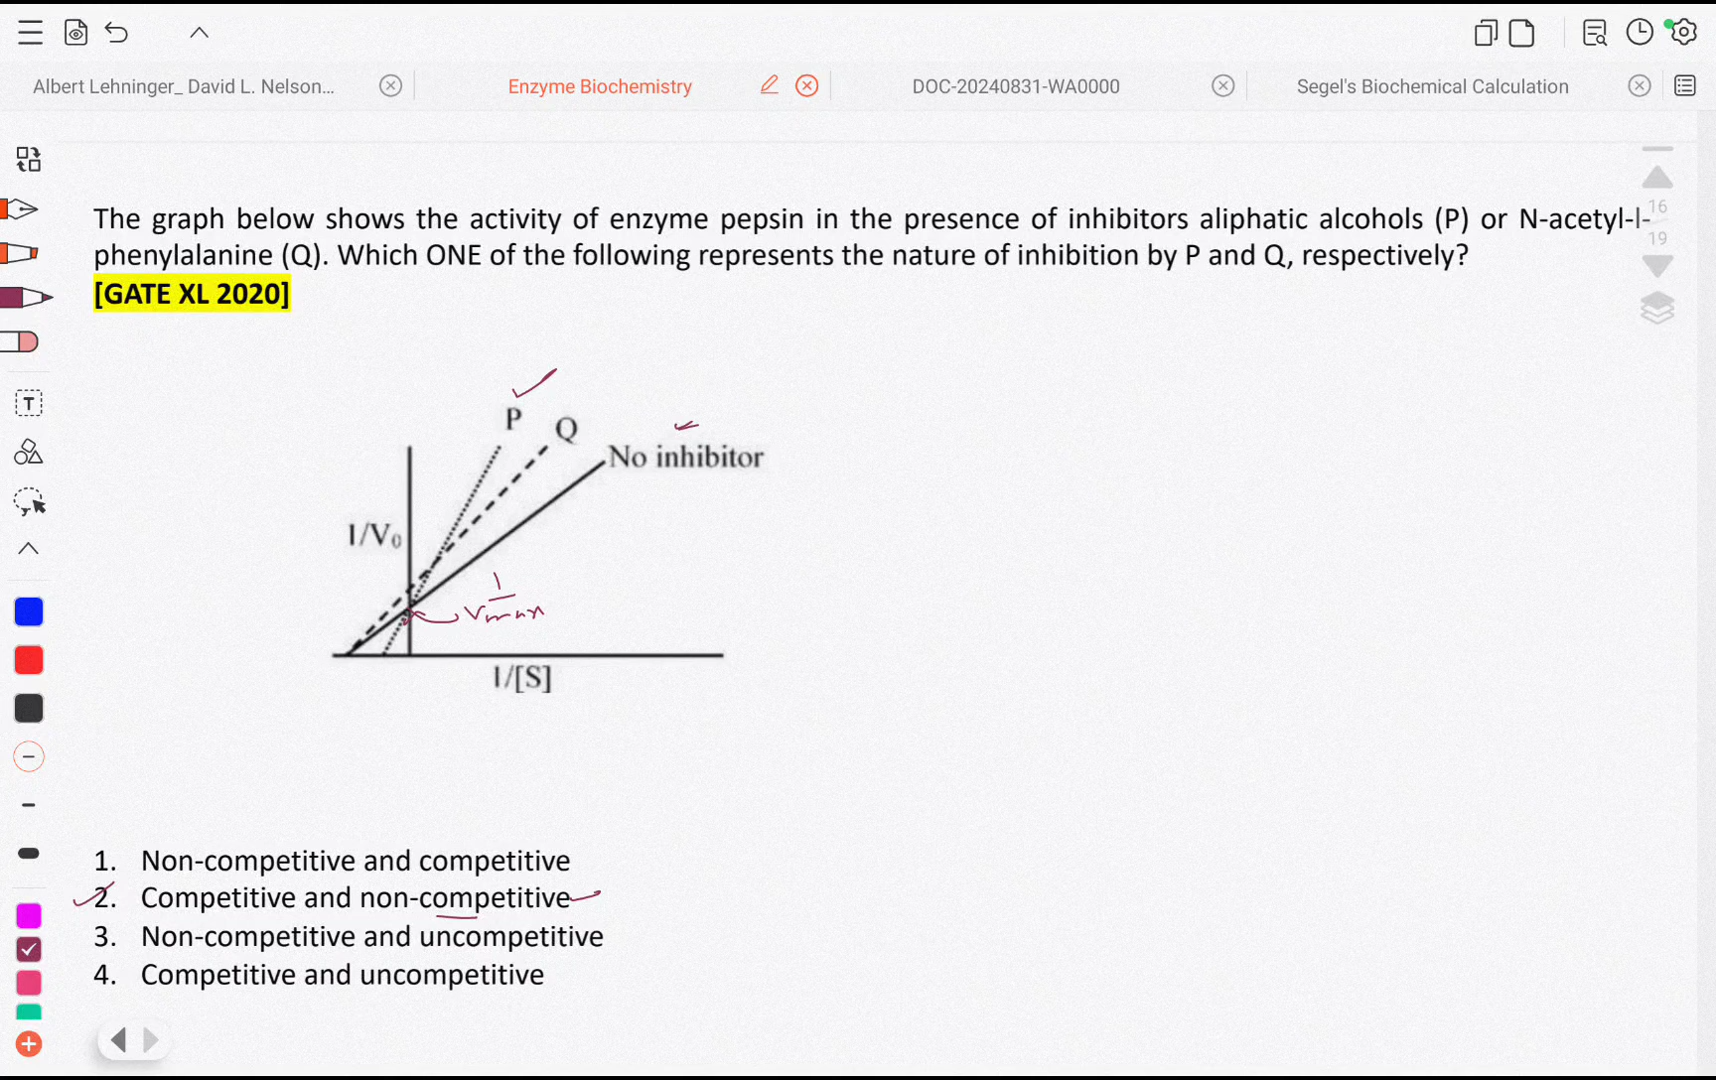 Albert Lehninger_ David L. Nelson...
Enzyme Biochemistry
DOC-20240831-WA0000
Segel's Biochemical Calculation
16
19
The graph below shows the activity of enzyme pepsin in the presence of inhibitors aliphatic alcohols (P) or N-acetyl-l-
phenylalanine (Q). Which ONE of the following represents the nature of inhibition by P and Q, respectively?
[GATE XL 2020]
P
Q
No inhibitor
1/V₀
1
Vmax
1/[S]
1. Non-competitive and competitive
2. Competitive and non-competitive
3. Non-competitive and uncompetitive
4. Competitive and uncompetitive
T